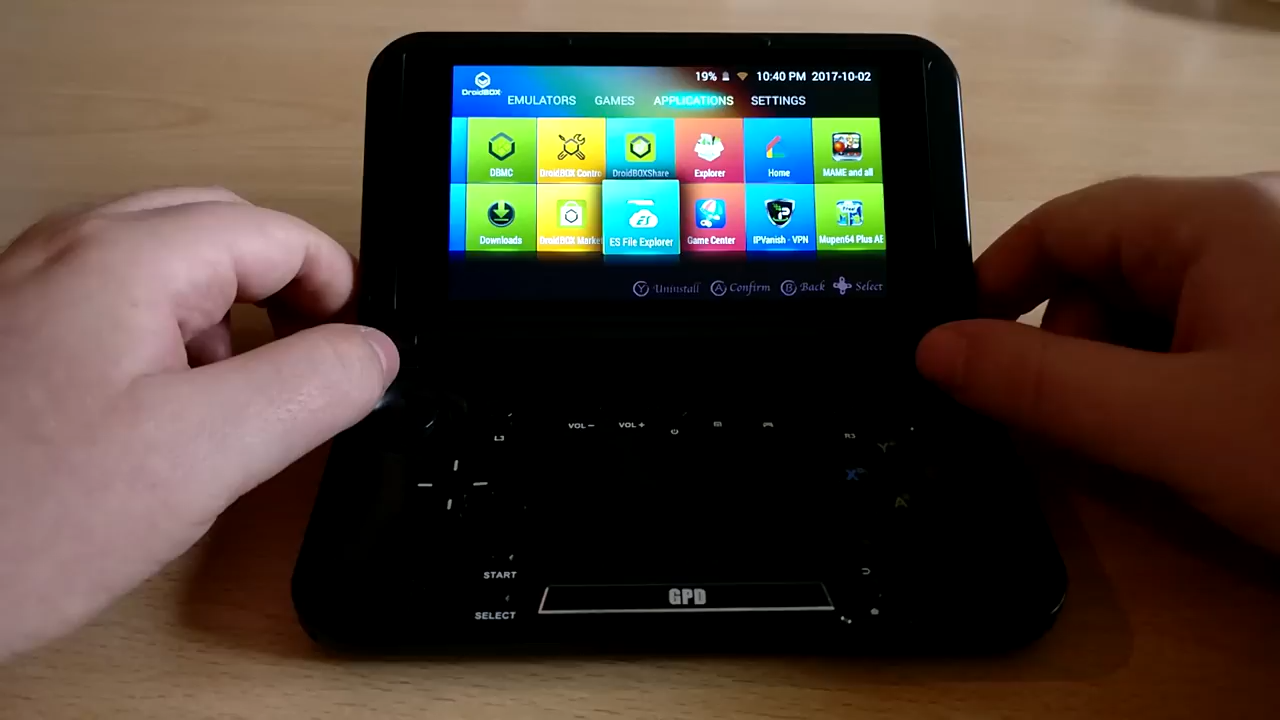 19% 10:40 PM 2017-10-02
DroidBOX
EMULATORS GAMES APPLICATIONS SETTINGS
DBMC DroidBOX Contro DroidBOXShare Explorer Home MAME and all
Downloads DroidBOX Market ES File Explorer Game Center IPVanish - VPN Mupen64 Plus AE
Y Uninstall A Confirm B Back Select
VOL- VOL+
L3 R3
Y
X
A
START
SELECT
GPD